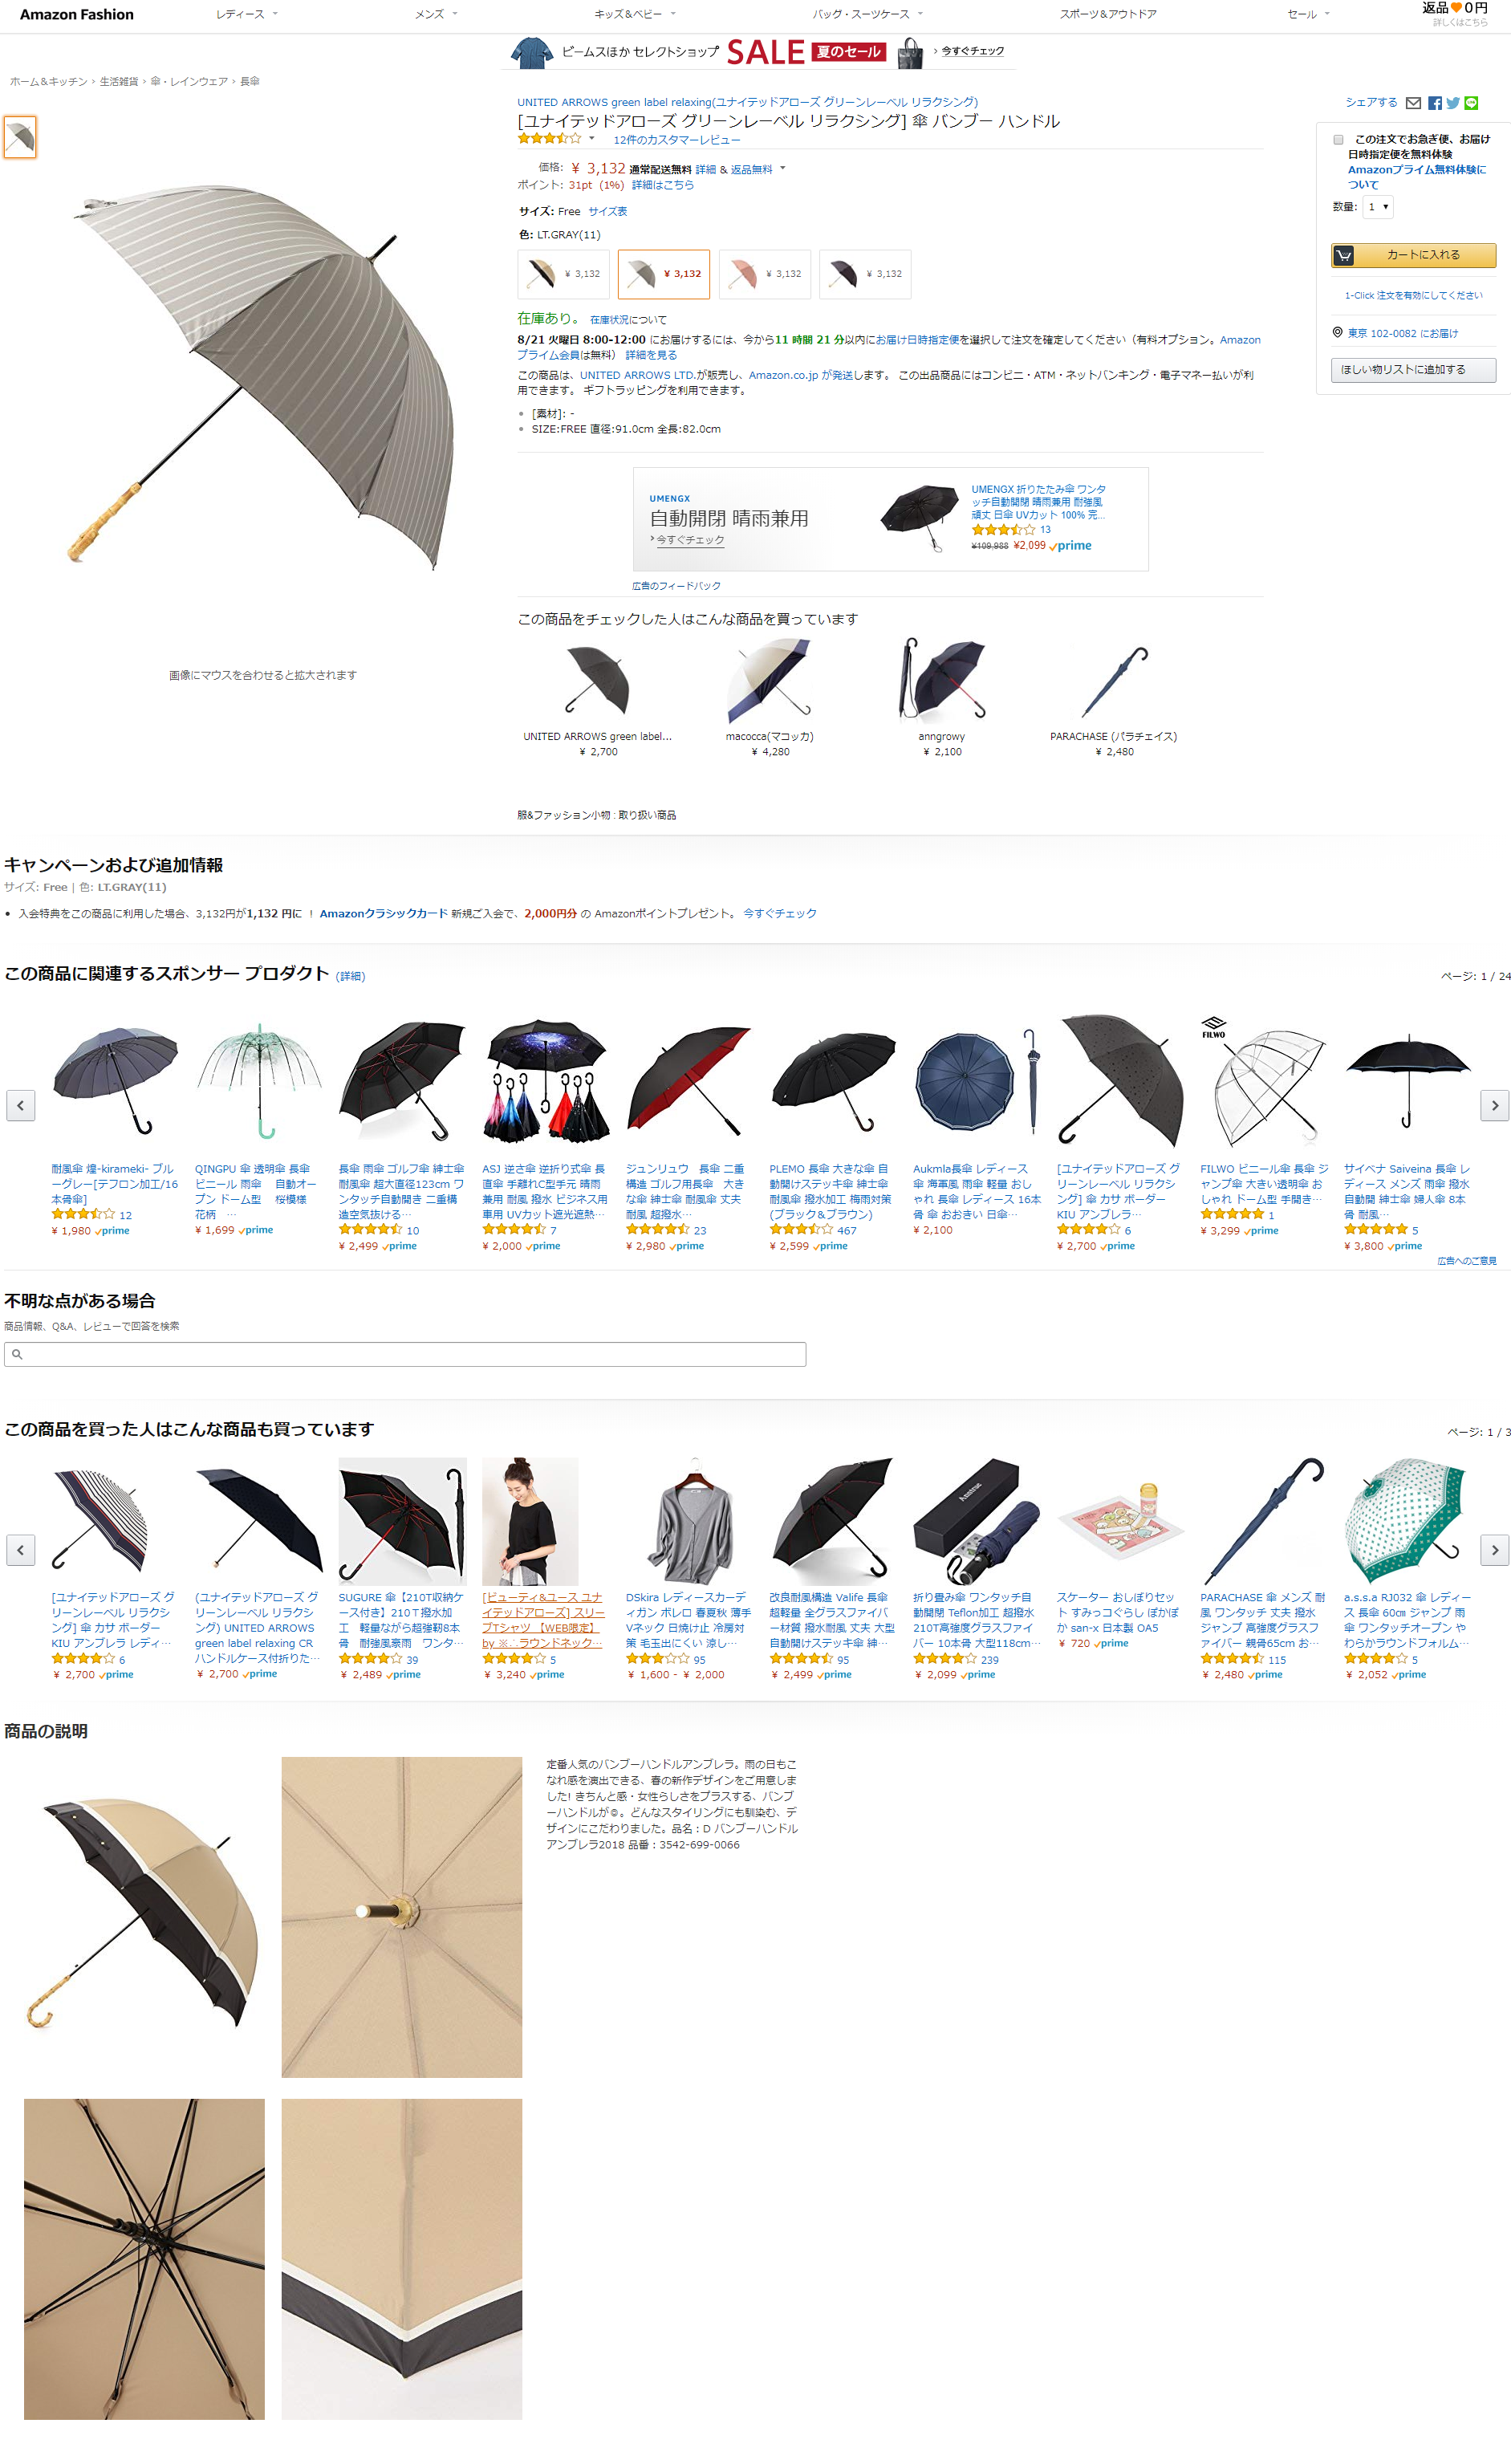 Amazon Fashion
レディース
メンズ
キッズ＆ベビー
バッグ・スーツケース
スポーツ＆アウトドア
セール
返品🧡0円
詳しくはこちら
ビームスほか セレクトショップ SALE 夏のセール › 今すぐチェック
ホーム＆キッチン › 生活雑貨 › 傘・レインウェア › 長傘
UNITED ARROWS green label relaxing(ユナイテッドアローズ グリーンレーベル リラクシング)
[ユナイテッドアローズ グリーンレーベル リラクシング] 傘 バンブー ハンドル
12件のカスタマーレビュー
価格: ￥ 3,132 通常配送無料 詳細 & 返品無料
ポイント: 31pt (1%) 詳細はこちら
サイズ: Free サイズ表
色: LT.GRAY(11)
￥ 3,132
￥ 3,132
￥ 3,132
￥ 3,132
在庫あり。 在庫状況について
8/21 火曜日 8:00-12:00 にお届けするには、今から11 時間 21 分以内にお届け日時指定便を選択して注文を確定してください（有料オプション。Amazon
プライム会員は無料） 詳細を見る
この商品は、UNITED ARROWS LTD.が販売し、Amazon.co.jp が発送します。 この出品商品にはコンビニ・ATM・ネットバンキング・電子マネー払いが利
用できます。 ギフトラッピングを利用できます。
• [素材]: -
• SIZE:FREE 直径:91.0cm 全長:82.0cm
画像にマウスを合わせると拡大されます
シェアする
この注文でお急ぎ便、お届け
日時指定便を無料体験
Amazonプライム無料体験に
ついて
数量: 1
カートに入れる
1-Click 注文を有効にしてください
東京 102-0082 にお届け
ほしい物リストに追加する
UMENGX
自動開閉 晴雨兼用
› 今すぐチェック
UMENGX 折りたたみ傘 ワンタ
ッチ自動開閉 晴雨兼用 耐強風
頑丈 日傘 UVカット 100% 完...
13
¥109,988 ¥2,099 prime
広告のフィードバック
この商品をチェックした人はこんな商品を買っています
UNITED ARROWS green label...
￥ 2,700
macocca(マコッカ)
￥ 4,280
anngrowy
￥ 2,100
PARACHASE (パラチェイス)
￥ 2,480
服&ファッション小物 : 取り扱い商品
キャンペーンおよび追加情報
サイズ: Free | 色: LT.GRAY(11)
• 入会特典をこの商品に利用した場合、3,132円が1,132 円に ！ Amazonクラシックカード 新規ご入会で、2,000円分 の Amazonポイントプレゼント。 今すぐチェック
この商品に関連するスポンサー プロダクト (詳細)
ページ: 1 / 24
FILWO
耐風傘 煌-kirameki- ブル
ーグレー[テフロン加工/16
本骨傘]
12
¥ 1,980 prime
QINGPU 傘 透明傘 長傘
ビニール 雨傘　自動オー
プン ドーム型　桜模様
花柄　…
¥ 1,699 prime
長傘 雨傘 ゴルフ傘 紳士傘
耐風傘 超大直径123cm ワ
ンタッチ自動開き 二重構
造空気抜ける…
10
¥ 2,499 prime
ASJ 逆さ傘 逆折り式傘 長
直傘 手離れC型手元 晴雨
兼用 耐風 撥水 ビジネス用
車用 UVカット遮光遮熱…
7
¥ 2,000 prime
ジュンリュウ　長傘 二重
構造 ゴルフ用長傘　大き
な傘 紳士傘 耐風傘 丈夫
耐風 超撥水…
23
¥ 2,980 prime
PLEMO 長傘 大きな傘 自
動開けステッキ傘 紳士傘
耐風傘 撥水加工 梅雨対策
(ブラック＆ブラウン)
467
¥ 2,599 prime
Aukmla長傘 レディース
傘 海軍風 雨傘 軽量 おし
ゃれ 長傘 レディース 16本
骨 傘 おおきい 日傘…
¥ 2,100
[ユナイテッドアローズ グ
リーンレーベル リラクシ
ング] 傘 カサ ボーダー
KIU アンブレラ…
6
¥ 2,700 prime
FILWO ビニール傘 長傘 ジ
ャンプ傘 大きい透明傘 お
しゃれ ドーム型 手開き…
1
¥ 3,299 prime
サイベナ Saiveina 長傘 レ
ディース メンズ 雨傘 撥水
自動開 紳士傘 婦人傘 8本
骨 耐風…
5
¥ 3,800 prime
広告へのご意見
不明な点がある場合
商品情報、Q&A、レビューで回答を検索
この商品を買った人はこんな商品も買っています
ページ: 1 / 3
[ユナイテッドアローズ グ
リーンレーベル リラクシ
ング] 傘 カサ ボーダー
KIU アンブレラ レディ…
6
￥ 2,700 prime
(ユナイテッドアローズ グ
リーンレーベル リラクシ
ング) UNITED ARROWS
green label relaxing CR
ハンドルケース付折りた…
￥ 2,700 prime
SUGURE 傘【210T収納ケ
ース付き】210Ｔ撥水加
工　軽量ながら超強靭8本
骨　耐強風豪雨　ワンタ…
39
￥ 2,489 prime
[ビューティ&ユース ユナ
イテッドアローズ] スリー
プTシャツ 【WEB限定】
by ※∴ラウンドネック…
5
￥ 3,240 prime
DSkira レディースカーデ
ィガン ボレロ 春夏秋 薄手
Vネック 日焼け止 冷房対
策 毛玉出にくい 涼し…
95
￥ 1,600 - ￥ 2,000
改良耐風構造 Valife 長傘
超軽量 全グラスファイバ
ー材質 撥水耐風 丈夫 大型
自動開けステッキ傘 紳…
95
￥ 2,499 prime
折り畳み傘 ワンタッチ自
動開閉 Teflon加工 超撥水
210T高強度グラスファイ
バー 10本骨 大型118cm…
239
￥ 2,099 prime
スケーター おしぼりセッ
ト すみっコぐらし ぽかぽ
か san-x 日本製 OA5
￥ 720 prime
PARACHASE 傘 メンズ 耐
風 ワンタッチ 丈夫 撥水
ジャンプ 高強度グラスフ
ァイバー 親骨65cm お…
115
￥ 2,480 prime
a.s.s.a RJ032 傘 レディー
ス 長傘 60㎝ ジャンプ 雨
傘 ワンタッチオープン や
わらかラウンドフォルム…
5
￥ 2,052 prime
商品の説明
定番人気のバンブーハンドルアンブレラ。雨の日もこ
なれ感を演出できる、春の新作デザインをご用意しま
した! きちんと感・女性らしさをプラスする、バンブ
ーハンドルが☺。どんなスタイリングにも馴染む、デ
ザインにこだわりました。品名：D バンブーハンドル
アンブレラ2018 品番：3542-699-0066